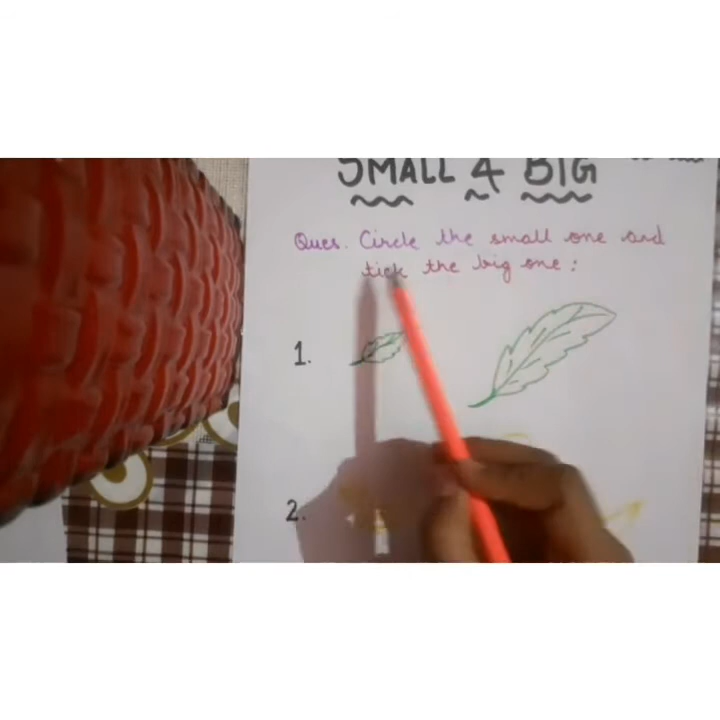 SMALL & BIG
Ques. Circle the small one and
tick the big one:
1.
2.